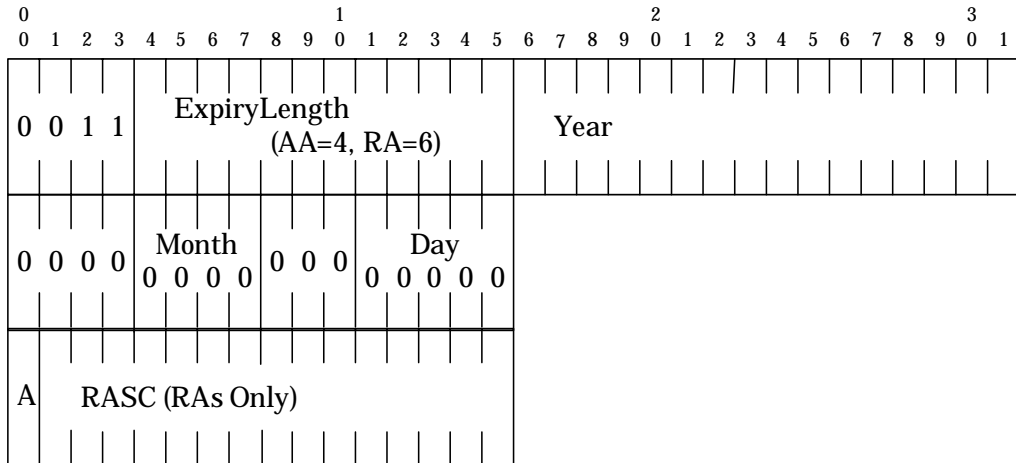 0 1 2 3
0 1 2 3 4 5 6 7 8 9 0 1 2 3 4 5 6 7 8 9 0 1 2 3 4 5 6 7 8 9 0 1
0 0 1 1 ExpiryLength Year
(AA=4, RA=6)
0 0 0 0 Month 0 0 0 Day
0 0 0 0 0 0 0 0 0
A RASC (RAs Only)